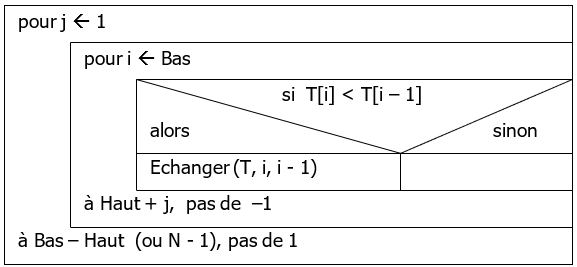 pour j ← 1
pour i ← Bas
si T[i] < T[i – 1]
alors
sinon
Echanger (T, i, i - 1)
à Haut + j, pas de –1
à Bas – Haut (ou N - 1), pas de 1